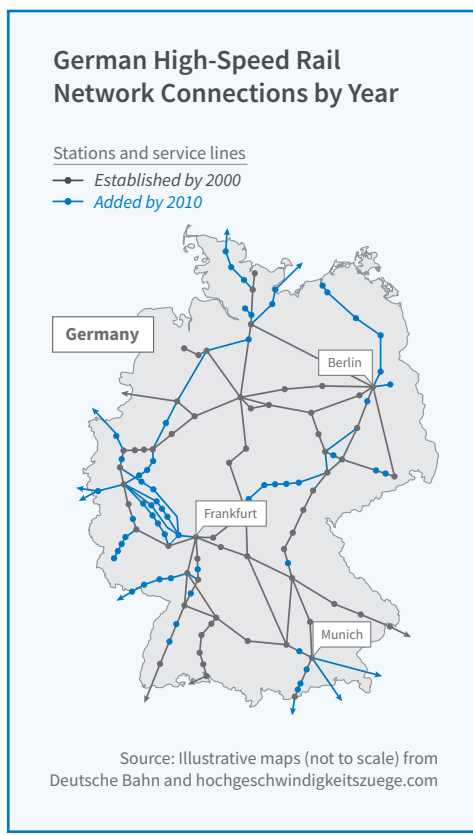 German High-Speed Rail
Network Connections by Year
Stations and service lines
Established by 2000
Added by 2010
Germany
Berlin
Frankfurt
Munich
Source: Illustrative maps (not to scale) from
Deutsche Bahn and hochgeschwindigkeitszuege.com